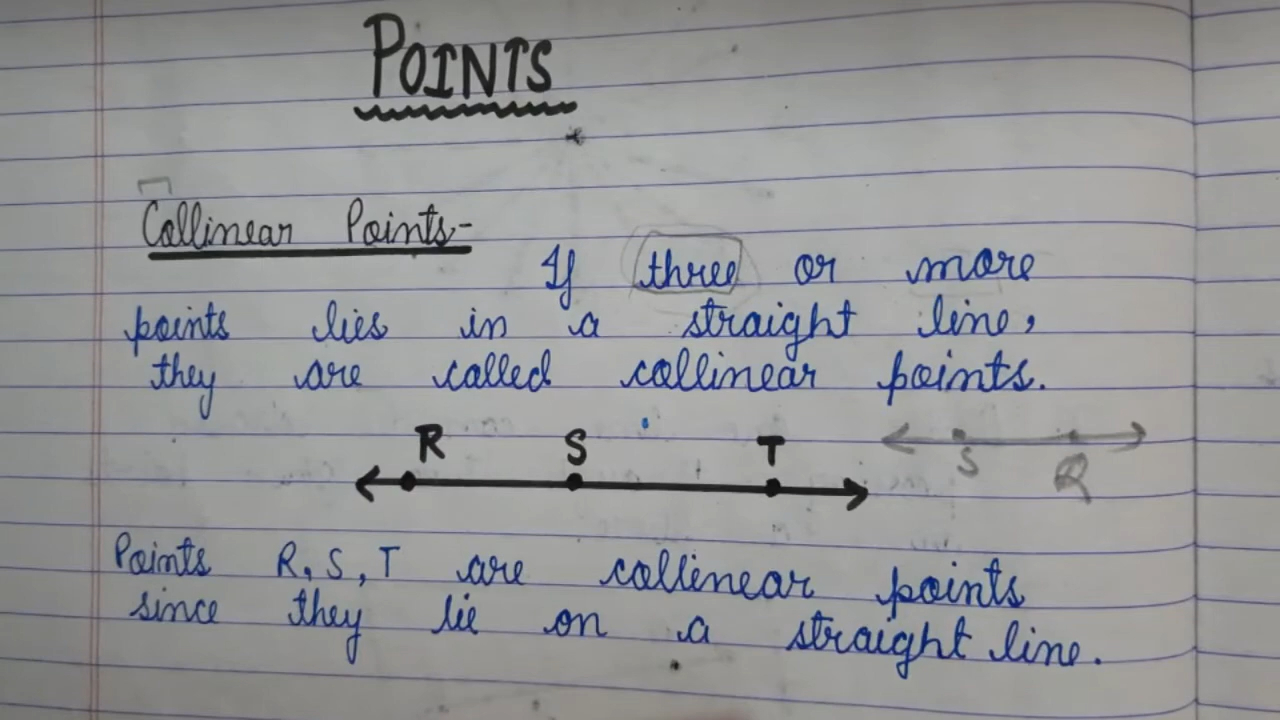 POINTS
Collinear Points-
If three or more
points lies in a straight line,
they are called collinear points.
R S T
S R
Points R, S, T are collinear points
since they lie on a straight line.